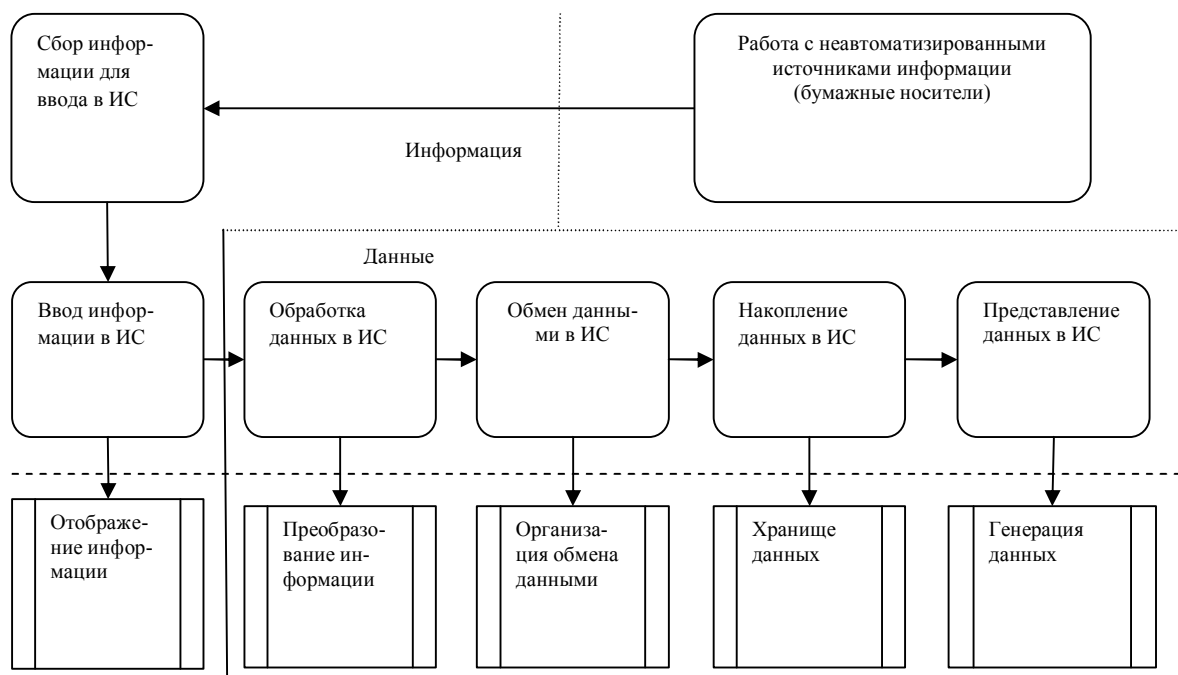 Сбор инфор-
мации для
ввода в ИС
Работа с неавтоматизированными
источниками информации
(бумажные носители)
Информация
Данные
Ввод инфор-
мации в ИС
Обработка
данных в ИС
Обмен данны-
ми в ИС
Накопление
данных в ИС
Представление
данных в ИС
Отображе-
ние инфор-
мации
Преобразо-
вание ин-
формации
Организа-
ция обмена
данными
Хранище
данных
Генерация
данных